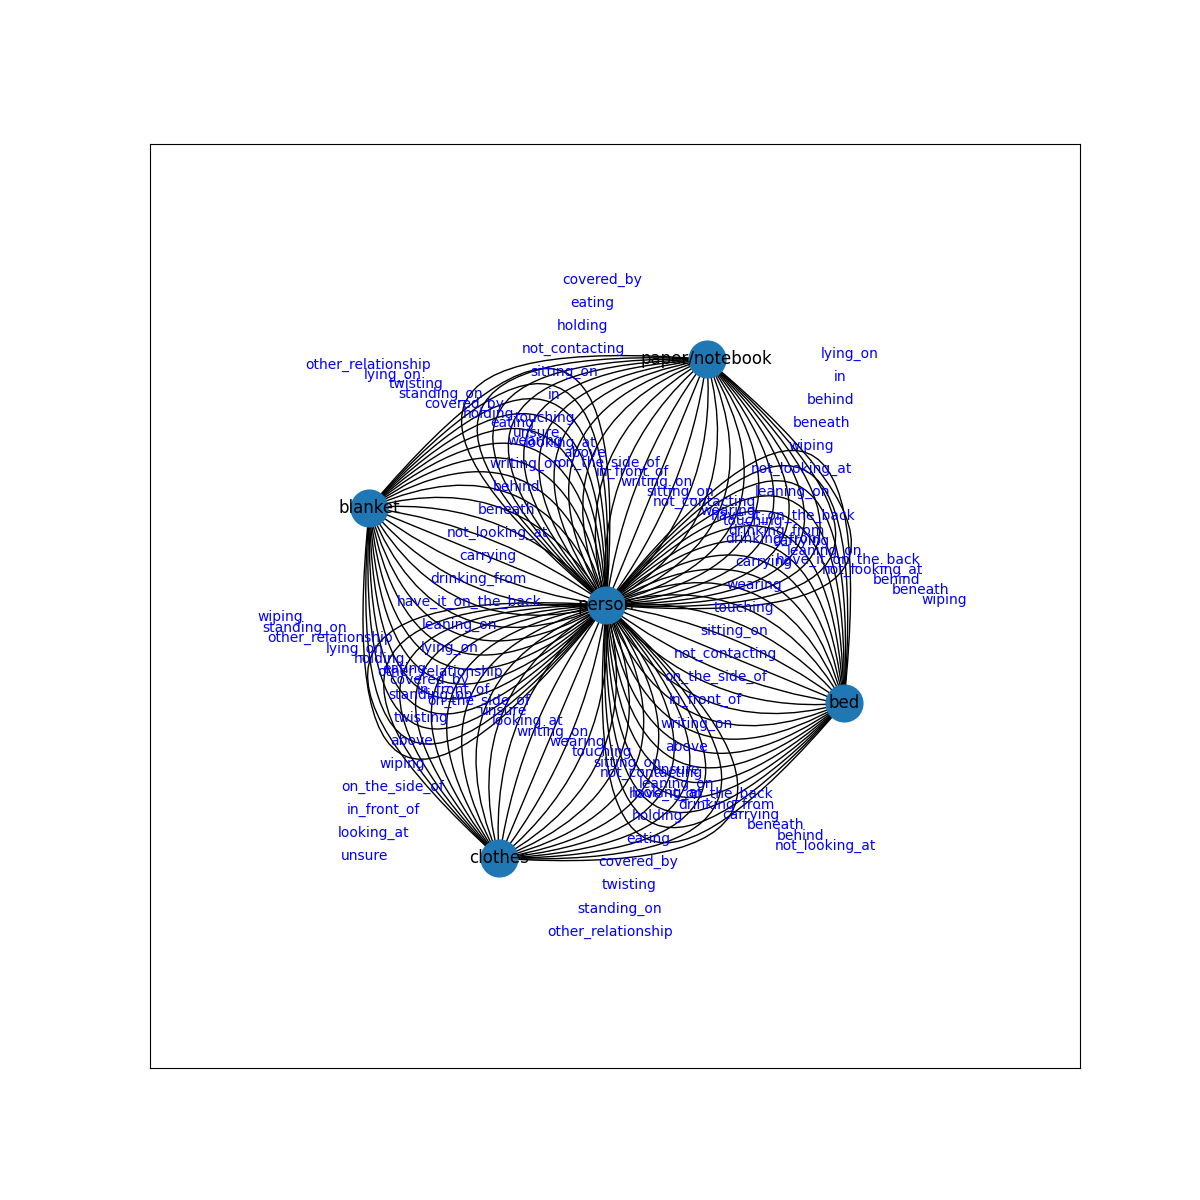 covered_by
eating
holding
not_contacting
lying_on
other_relationship
paper/notebook
sitting_on
lying_on
in
twisting
standing_on
in
behind
covered_by
holding
touching
beneath
eating
unsure
wearing
looking_at
wiping
above
writing_on
on_the_side_of
in_front_of
not_looking_at
writing_on
behind
sitting_on
leaning_on
not_contacting
blanket
beneath
wearing
have_it_on_the_back
touching
not_looking_at
drinking_from
drinking_from
carrying
leaning_on
carrying
carrying
have_it_on_the_back
not_looking_at
drinking_from
behind
wearing
beneath
have_it_on_the_back
person
wiping
touching
wiping
leaning_on
standing_on
sitting_on
other_relationship
lying_on
lying_on
not_contacting
holding
eating
other_relationship
covered_by
on_the_side_of
in_front_of
standing_on
on_the_side_of
in_front_of
bed
unsure
twisting
looking_at
writing_on
writing_on
above
wearing
above
touching
wiping
sitting_on
unsure
not_contacting
on_the_side_of
leaning_on
looking_at
have_it_on_the_back
drinking_from
in_front_of
holding
carrying
beneath
looking_at
behind
eating
not_looking_at
unsure
clothes
covered_by
twisting
standing_on
other_relationship